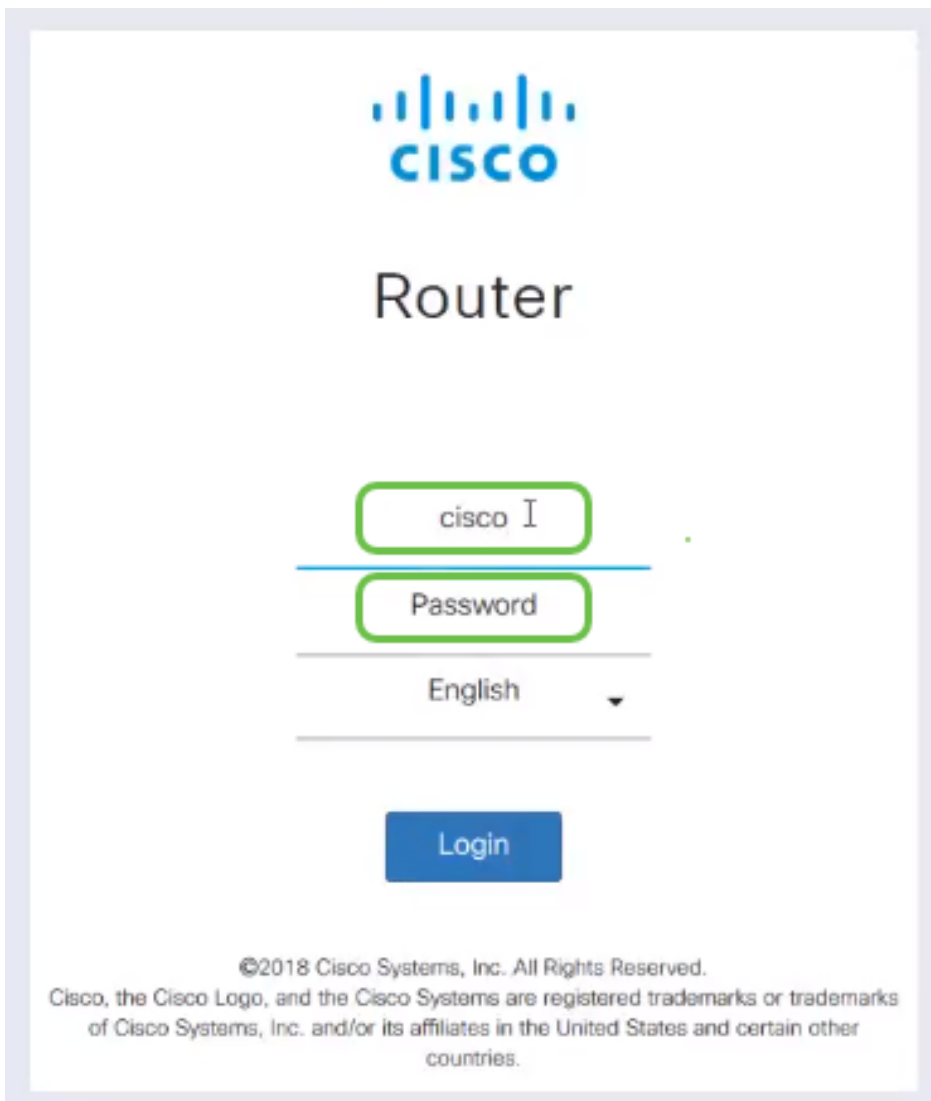 CISCO
Router
cisco
Password
English
Login
©2018 Cisco Systems, Inc. All Rights Reserved.
Cisco, the Cisco Logo, and the Cisco Systems are registered trademarks or trademarks
of Cisco Systems, Inc. and/or its affiliates in the United States and certain other
countries.